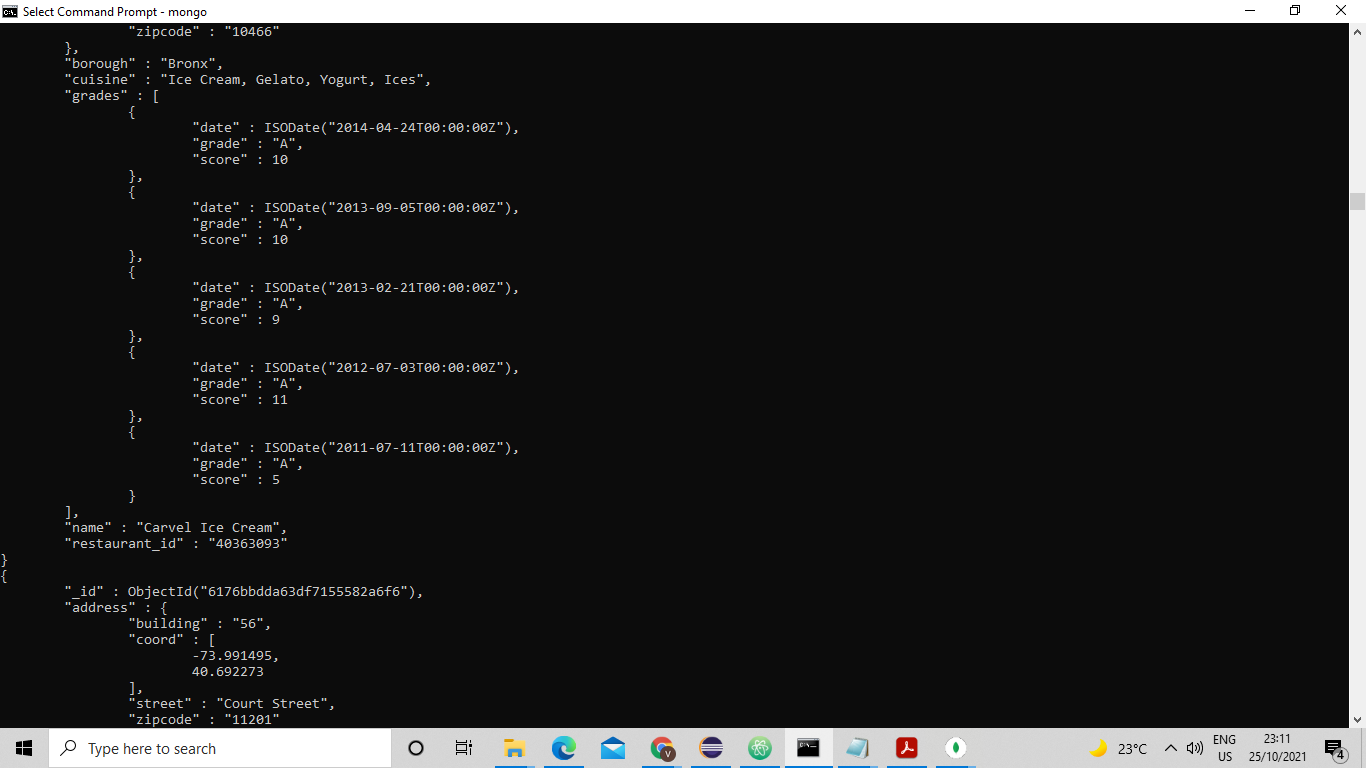 Select Command Prompt - mongo
"zipcode" : "10466"
},
"borough" : "Bronx",
"cuisine" : "Ice Cream, Gelato, Yogurt, Ices",
"grades" : [
{
"date" : ISODate("2014-04-24T00:00:00Z"),
"grade" : "A",
"score" : 10
},
{
"date" : ISODate("2013-09-05T00:00:00Z"),
"grade" : "A",
"score" : 10
},
{
"date" : ISODate("2013-02-21T00:00:00Z"),
"grade" : "A",
"score" : 9
},
{
"date" : ISODate("2012-07-03T00:00:00Z"),
"grade" : "A",
"score" : 11
},
{
"date" : ISODate("2011-07-11T00:00:00Z"),
"grade" : "A",
"score" : 5
}
],
"name" : "Carvel Ice Cream",
"restaurant_id" : "40363093"
}
{
"_id" : ObjectId("6176bbdda63df7155582a6f6"),
"address" : {
"building" : "56",
"coord" : [
-73.991495,
40.692273
],
"street" : "Court Street",
"zipcode" : "11201"
Type here to search
23°C
ENG
US
23:11
25/10/2021
4